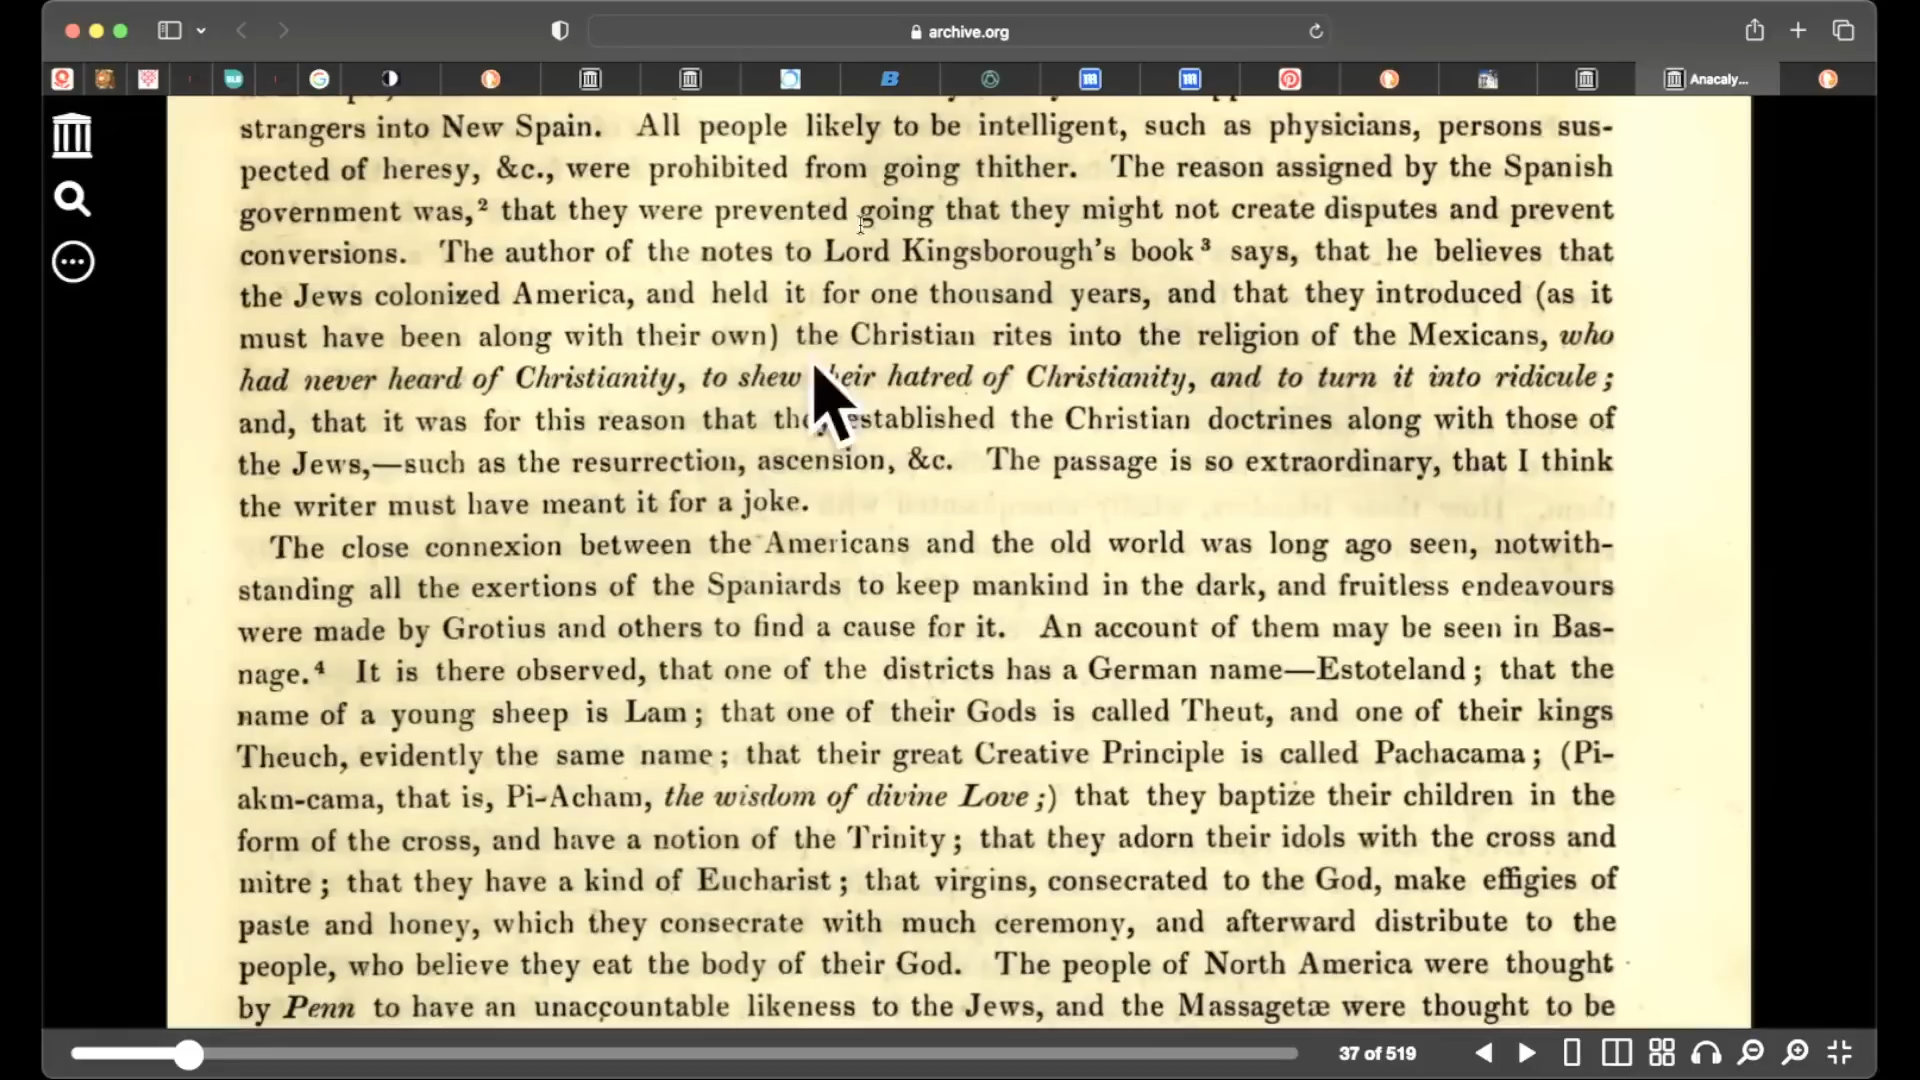 archive.org
Anacaly...
strangers into New Spain. All people likely to be intelligent, such as physicians, persons sus-
pected of heresy, &c., were prohibited from going thither. The reason assigned by the Spanish
government was,² that they were prevented going that they might not create disputes and prevent
conversions. The author of the notes to Lord Kingsborough's book³ says, that he believes that
the Jews colonized America, and held it for one thousand years, and that they introduced (as it
must have been along with their own) the Christian rites into the religion of the Mexicans, who
had never heard of Christianity, to shew their hatred of Christianity, and to turn it into ridicule;
and, that it was for this reason that they established the Christian doctrines along with those of
the Jews,—such as the resurrection, ascension, &c. The passage is so extraordinary, that I think
the writer must have meant it for a joke.
The close connexion between the Americans and the old world was long ago seen, notwith-
standing all the exertions of the Spaniards to keep mankind in the dark, and fruitless endeavours
were made by Grotius and others to find a cause for it. An account of them may be seen in Bas-
nage.⁴ It is there observed, that one of the districts has a German name—Estoteland; that the
name of a young sheep is Lam; that one of their Gods is called Theut, and one of their kings
Theuch, evidently the same name; that their great Creative Principle is called Pachacama; (Pi-
akm-cama, that is, Pi-Acham, the wisdom of divine Love;) that they baptize their children in the
form of the cross, and have a notion of the Trinity; that they adorn their idols with the cross and
mitre; that they have a kind of Eucharist; that virgins, consecrated to the God, make effigies of
paste and honey, which they consecrate with much ceremony, and afterward distribute to the
people, who believe they eat the body of their God. The people of North America were thought
by Penn to have an unaccountable likeness to the Jews, and the Massagetæ were thought to be
37 of 519